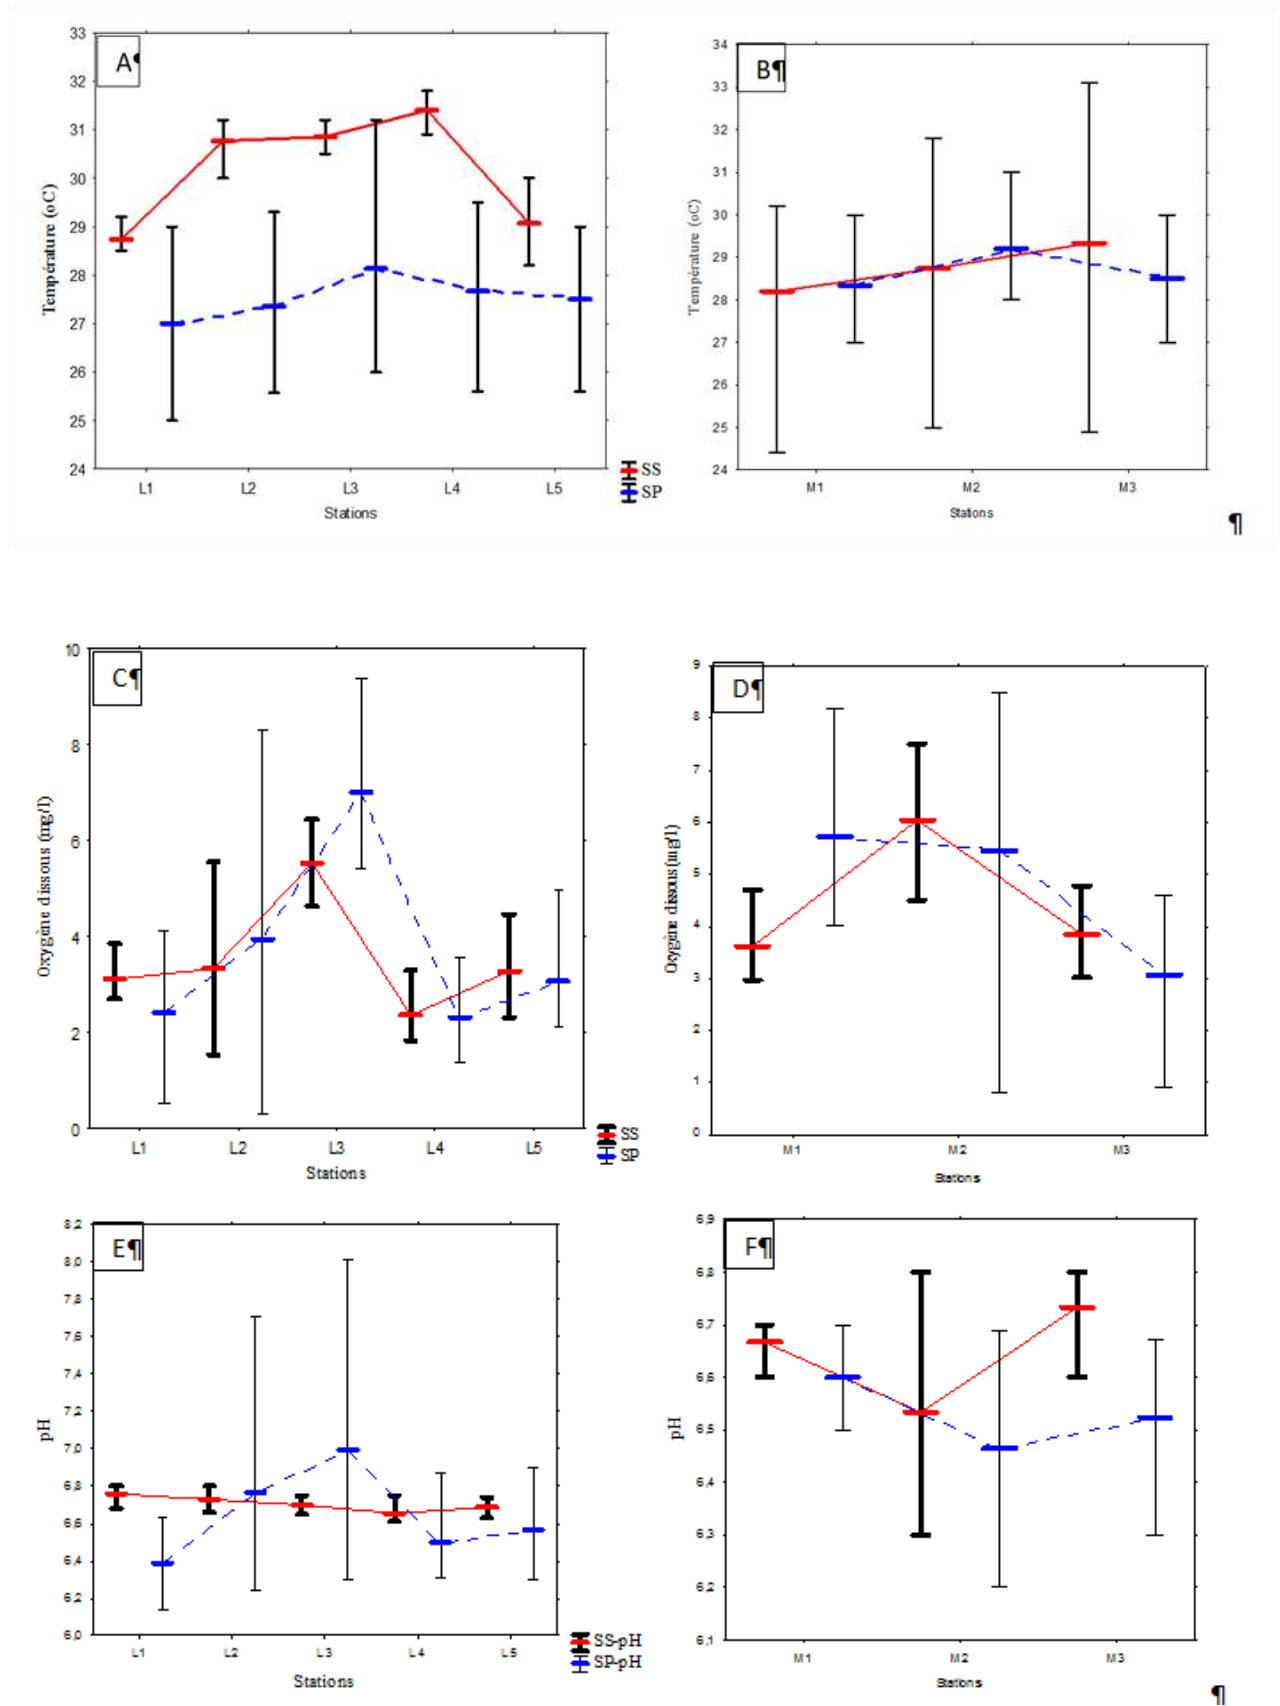 A¶
33
32
31
30
29
28
27
26
25
24
Température (oC)
L1 L2 L3 L4 L5
Stations
SS
SP
B¶
34
33
32
31
30
29
28
27
26
25
24
Température (oC)
M1 M2 M3
Stations
¶
C¶
10
8
6
4
2
0
Oxygène dissous (mg/l)
L1 L2 L3 L4 L5
Stations
SS
SP
D¶
9
8
7
6
5
4
3
2
1
0
Oxygène dissous(mg/l)
M1 M2 M3
Stations
E¶
8,2
8,0
7,8
7,6
7,4
7,2
7,0
6,8
6,6
6,4
6,2
6,0
pH
L1 L2 L3 L4 L5
Stations
SS-pH
SP-pH
F¶
6,9
6,8
6,7
6,6
6,5
6,4
6,3
6,2
6,1
pH
M1 M2 M3
Stations
¶